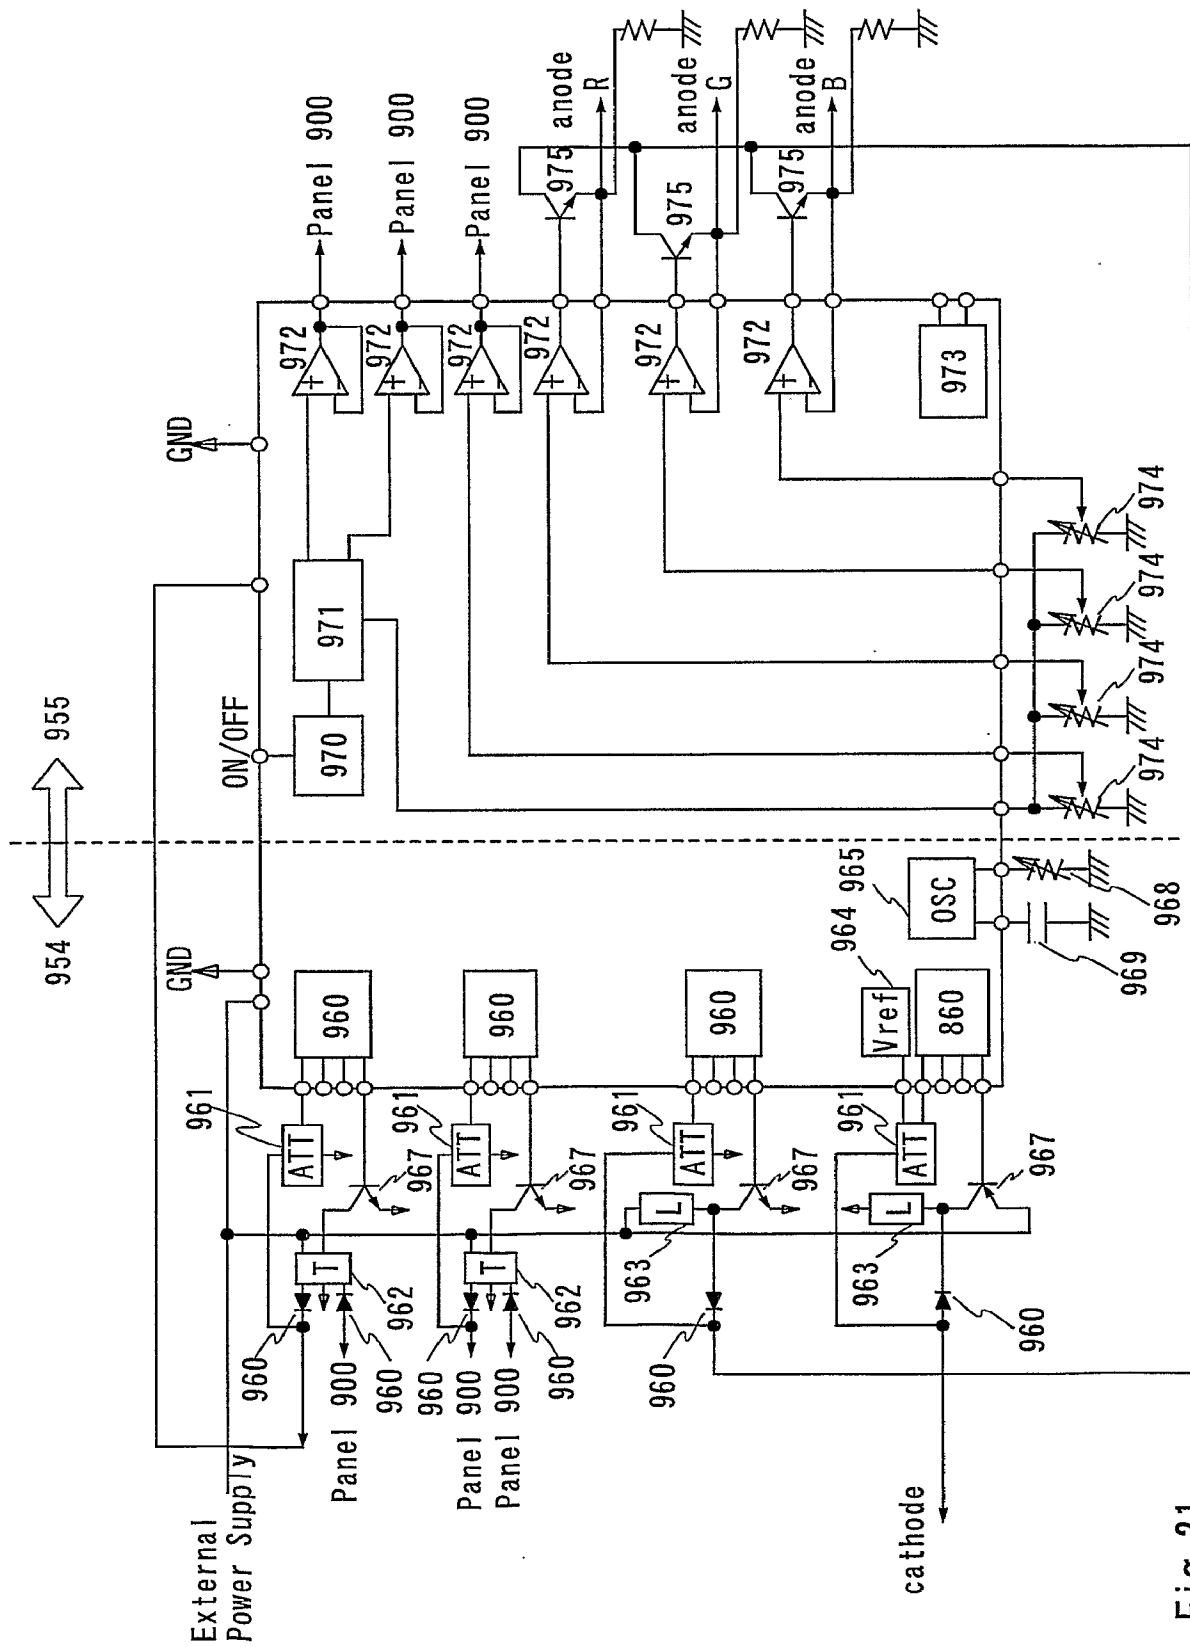 954
955
External
Power Supply
GND
ON/OFF
GND
961
960
ATT
960
970
971
972
Panel 900
T
Panel 900
960
962
967
972
Panel 900
960
961
972
Panel 900
Panel 900
T
ATT
960
Panel 900
960
962
967
972
975
anode
R
963
L
961
ATT
960
960
967
972
975
anode
G
963
L
961
ATT
964
Vref
965
972
975
anode
B
cathode
860
OSC
973
960
967
969
968
974
974
974
974
Fig. 21